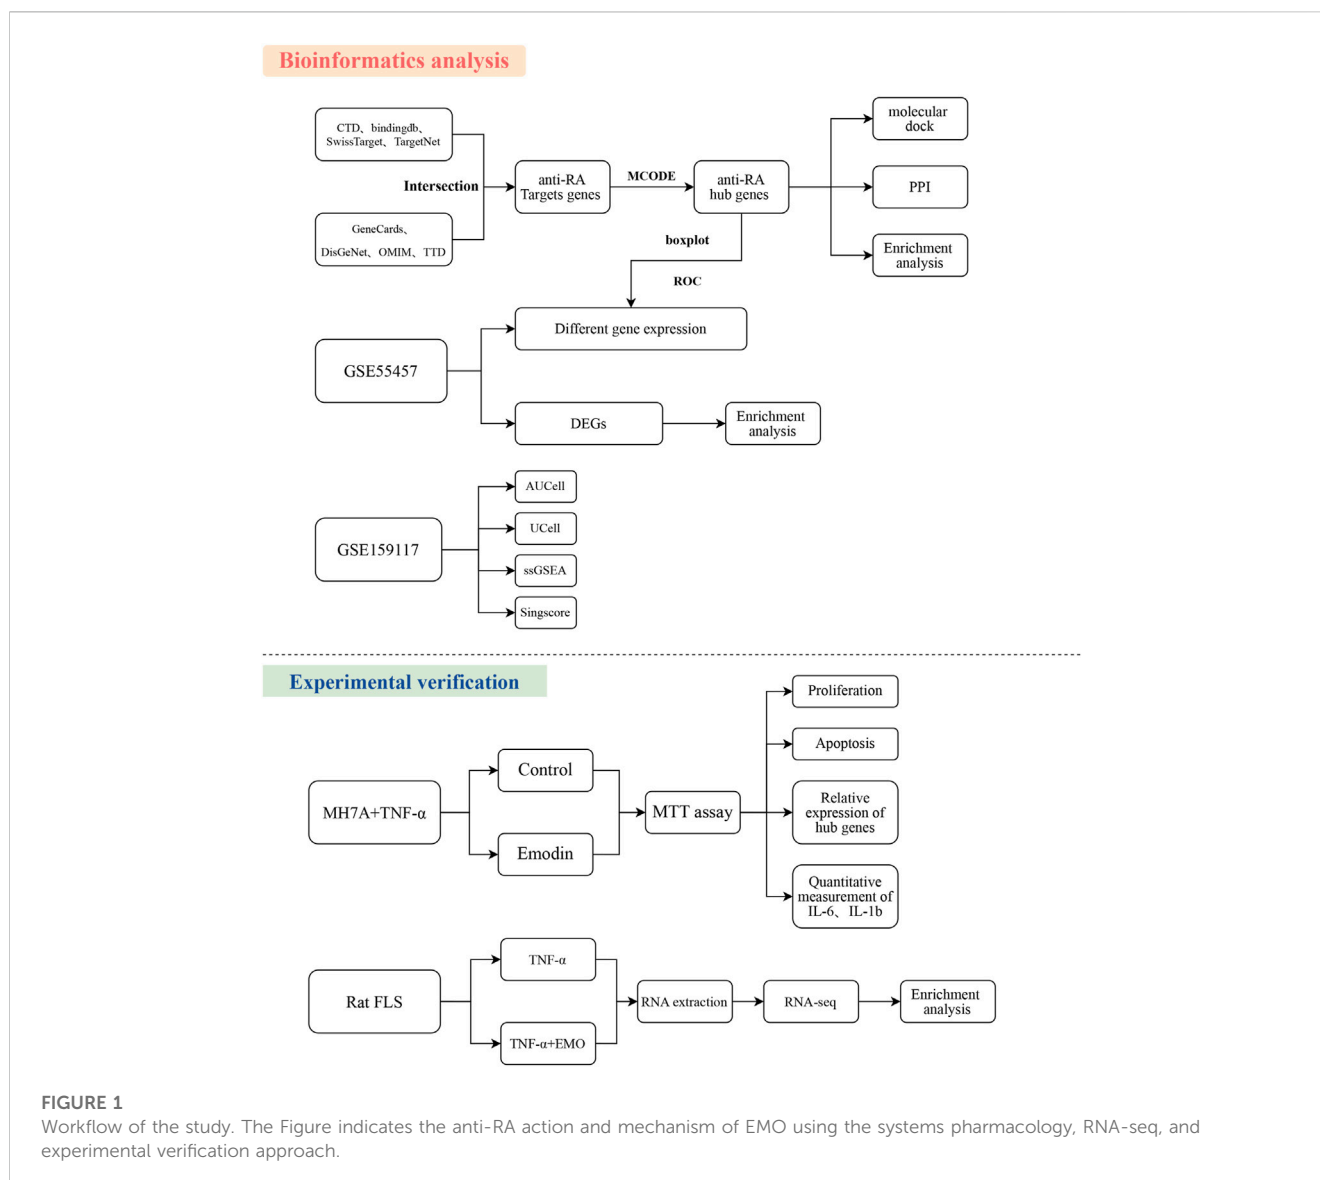 Bioinformatics analysis
CTD、bindingdb、
SwissTarget、TargetNet
Intersection
GeneCards、
DisGeNet、OMIM、TTD
anti-RA
Targets genes
MCODE
anti-RA
hub genes
molecular
dock
PPI
Enrichment
analysis
boxplot
ROC
Different gene expression
GSE55457
DEGs
Enrichment
analysis
GSE159117
AUCell
UCell
ssGSEA
Singscore
Experimental verification
MH7A+TNF-α
Control
Emodin
MTT assay
Proliferation
Apoptosis
Relative
expression of
hub genes
Quantitative
measurement of
IL-6、IL-1b
Rat FLS
TNF-α
TNF-α+EMO
RNA extraction
RNA-seq
Enrichment
analysis
FIGURE 1
Workflow of the study. The Figure indicates the anti-RA action and mechanism of EMO using the systems pharmacology, RNA-seq, and
experimental verification approach.